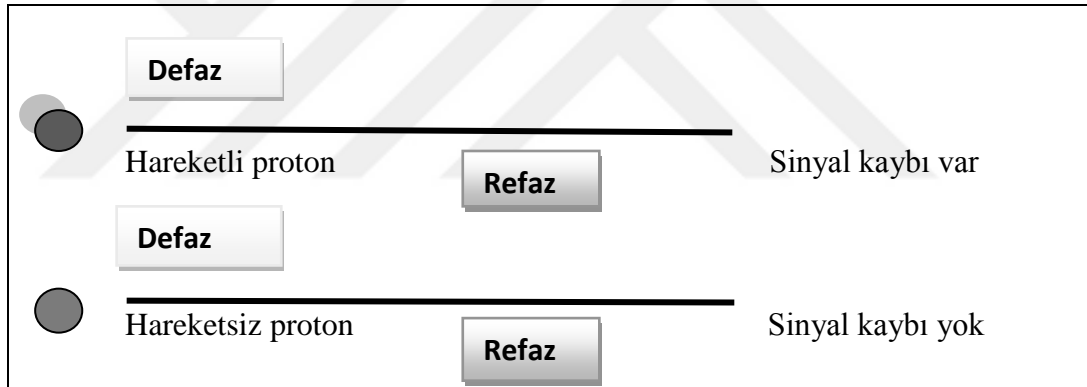 Defaz
Hareketli proton
Sinyal kaybı var
Refaz
Defaz
Hareketsiz proton
Sinyal kaybı yok
Refaz